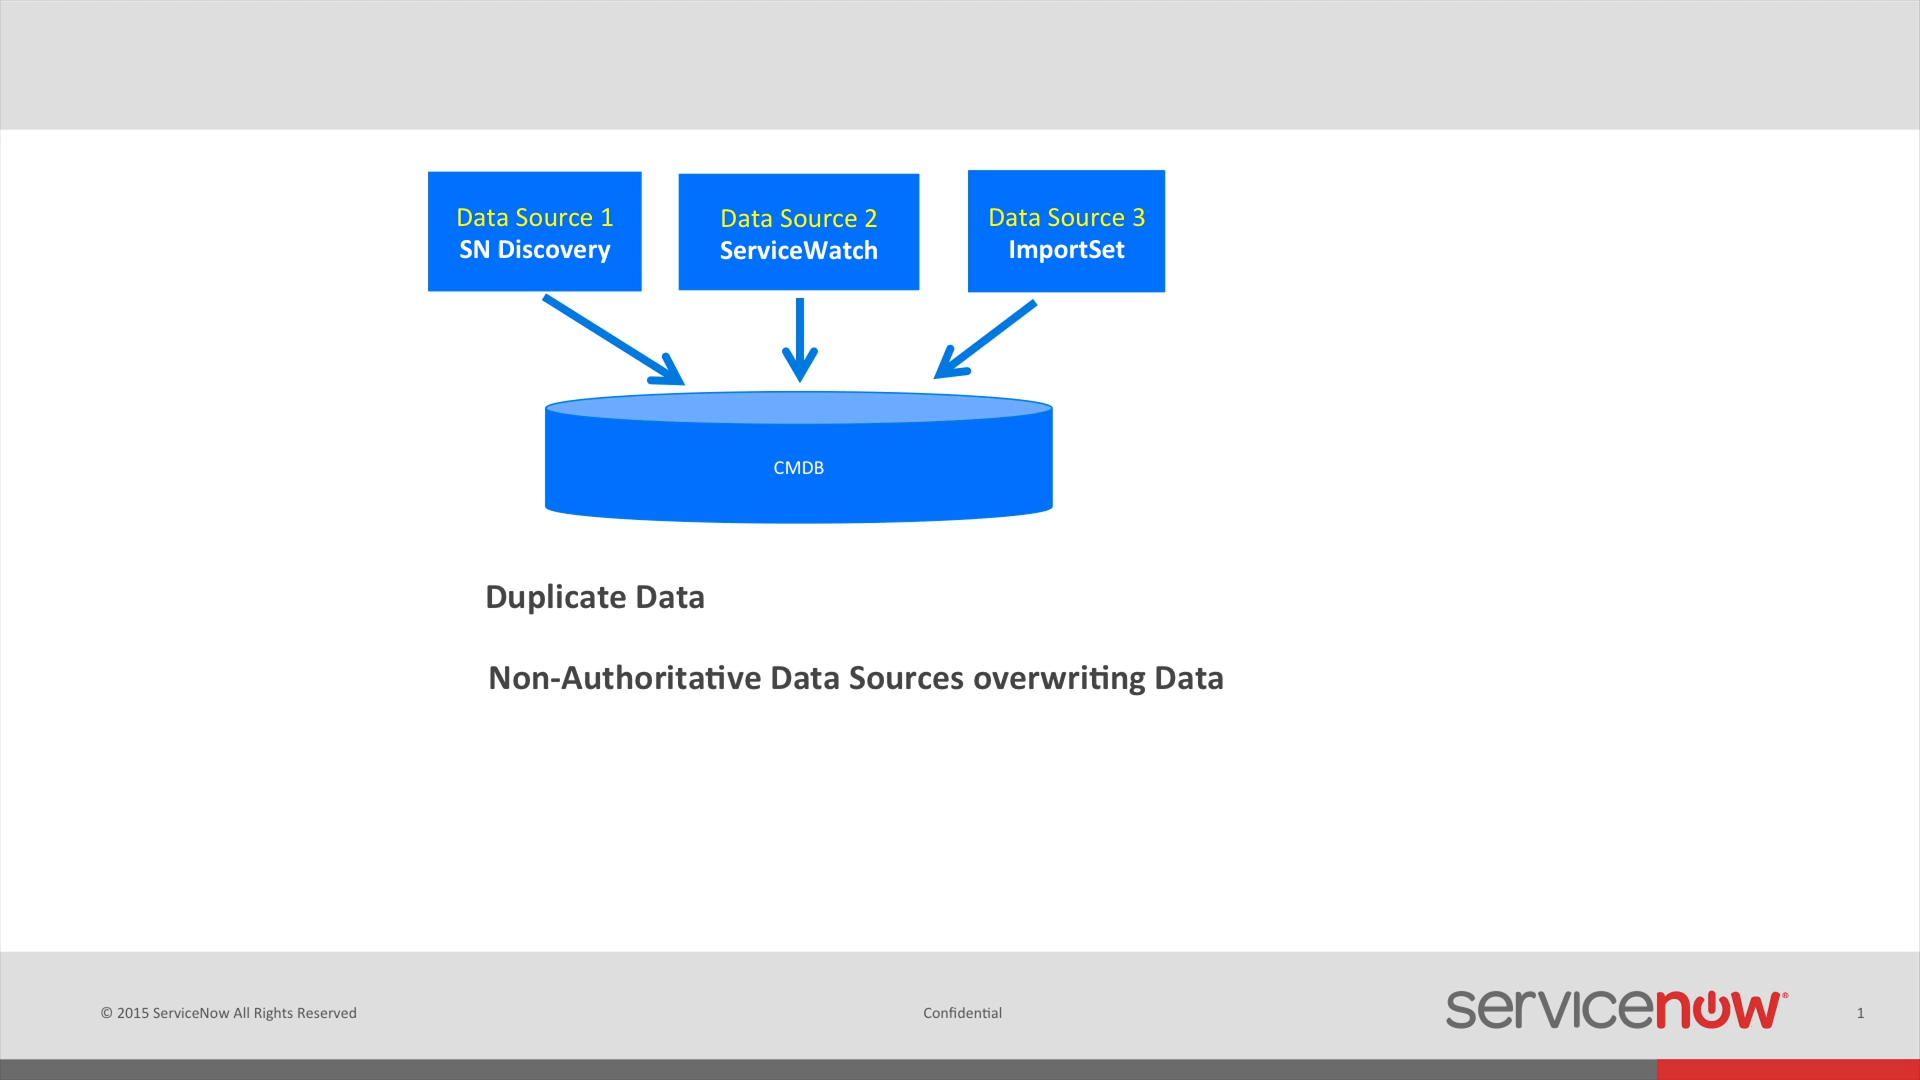 Data Source 1
SN Discovery
Data Source 2
ServiceWatch
Data Source 3
ImportSet
CMDB
Duplicate Data
Non-Authoritative Data Sources overwriting Data
© 2015 ServiceNow All Rights Reserved
Confidential
servicenow®
1